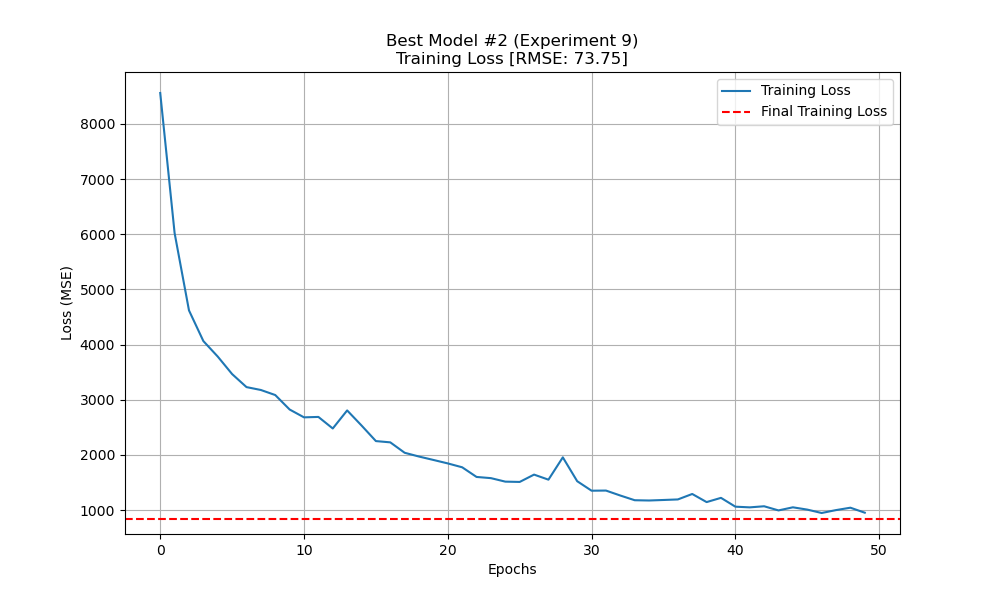 Best Model #2 (Experiment 9)
Training Loss [RMSE: 73.75]
Training Loss
Final Training Loss
Loss (MSE)
8000
7000
6000
5000
4000
3000
2000
1000
0 10 20 30 40 50
Epochs